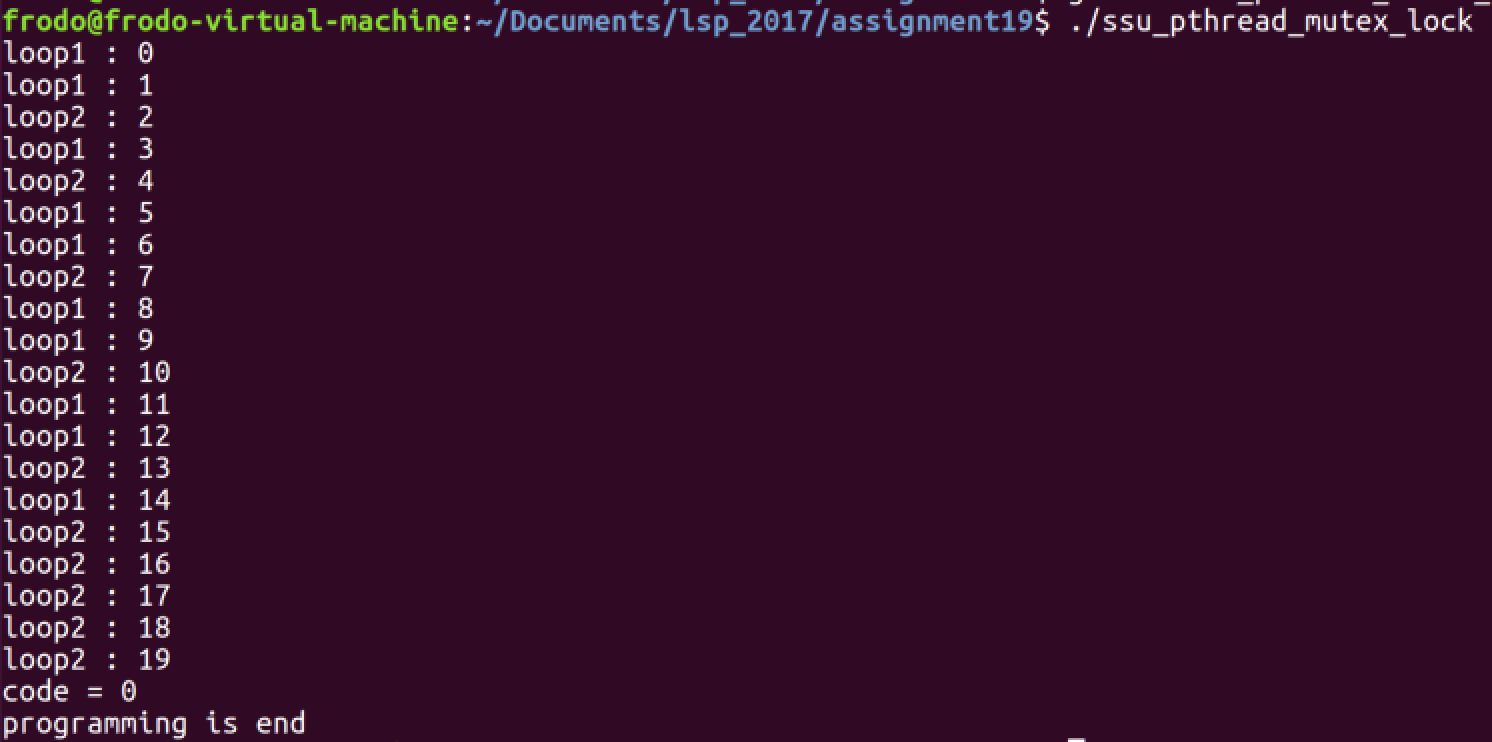 frodo@frodo-virtual-machine:~/Documents/lsp_2017/assignment19$ ./ssu_pthread_mutex_lock
loop1 : 0
loop1 : 1
loop2 : 2
loop1 : 3
loop2 : 4
loop1 : 5
loop1 : 6
loop2 : 7
loop1 : 8
loop1 : 9
loop2 : 10
loop1 : 11
loop1 : 12
loop2 : 13
loop1 : 14
loop2 : 15
loop2 : 16
loop2 : 17
loop2 : 18
loop2 : 19
code = 0
programming is end